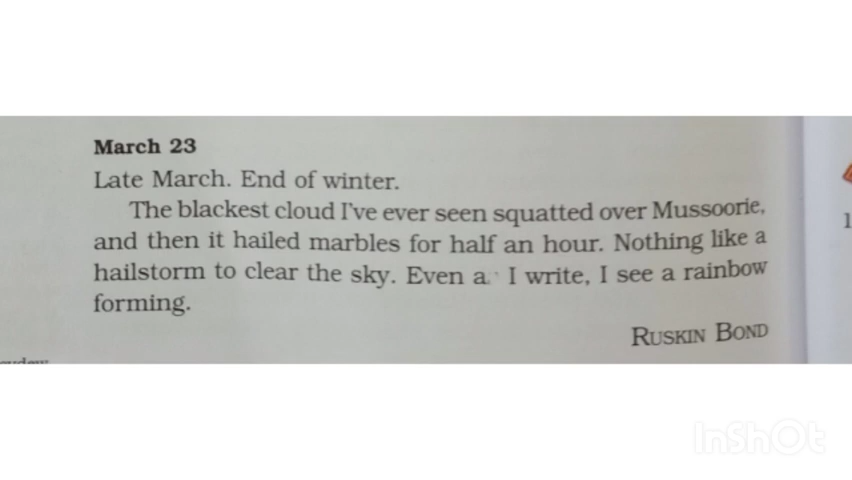 March 23
Late March. End of winter.
The blackest cloud I've ever seen squatted over Mussoorie,
and then it hailed marbles for half an hour. Nothing like a
hailstorm to clear the sky. Even a I write, I see a rainbow
forming.
RUSKIN BOND
1
InShOt